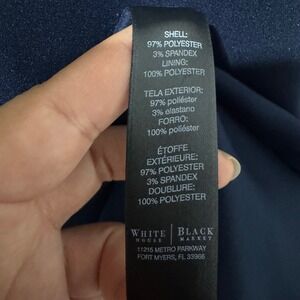 SHELL:
97% POLYESTER
3% SPANDEX
LINING:
100% POLYESTER
TELA EXTERIOR:
97% poliéster
3% elastano
FORRO:
100% poliéster
ÉTOFFE
EXTÉRIEURE:
97% POLYESTER
3% SPANDEX
DOUBLURE:
100% POLYESTER
WHITE | BLACK
HOUSE | MARKET
11215 METRO PARKWAY
FORT MYERS, FL 33966